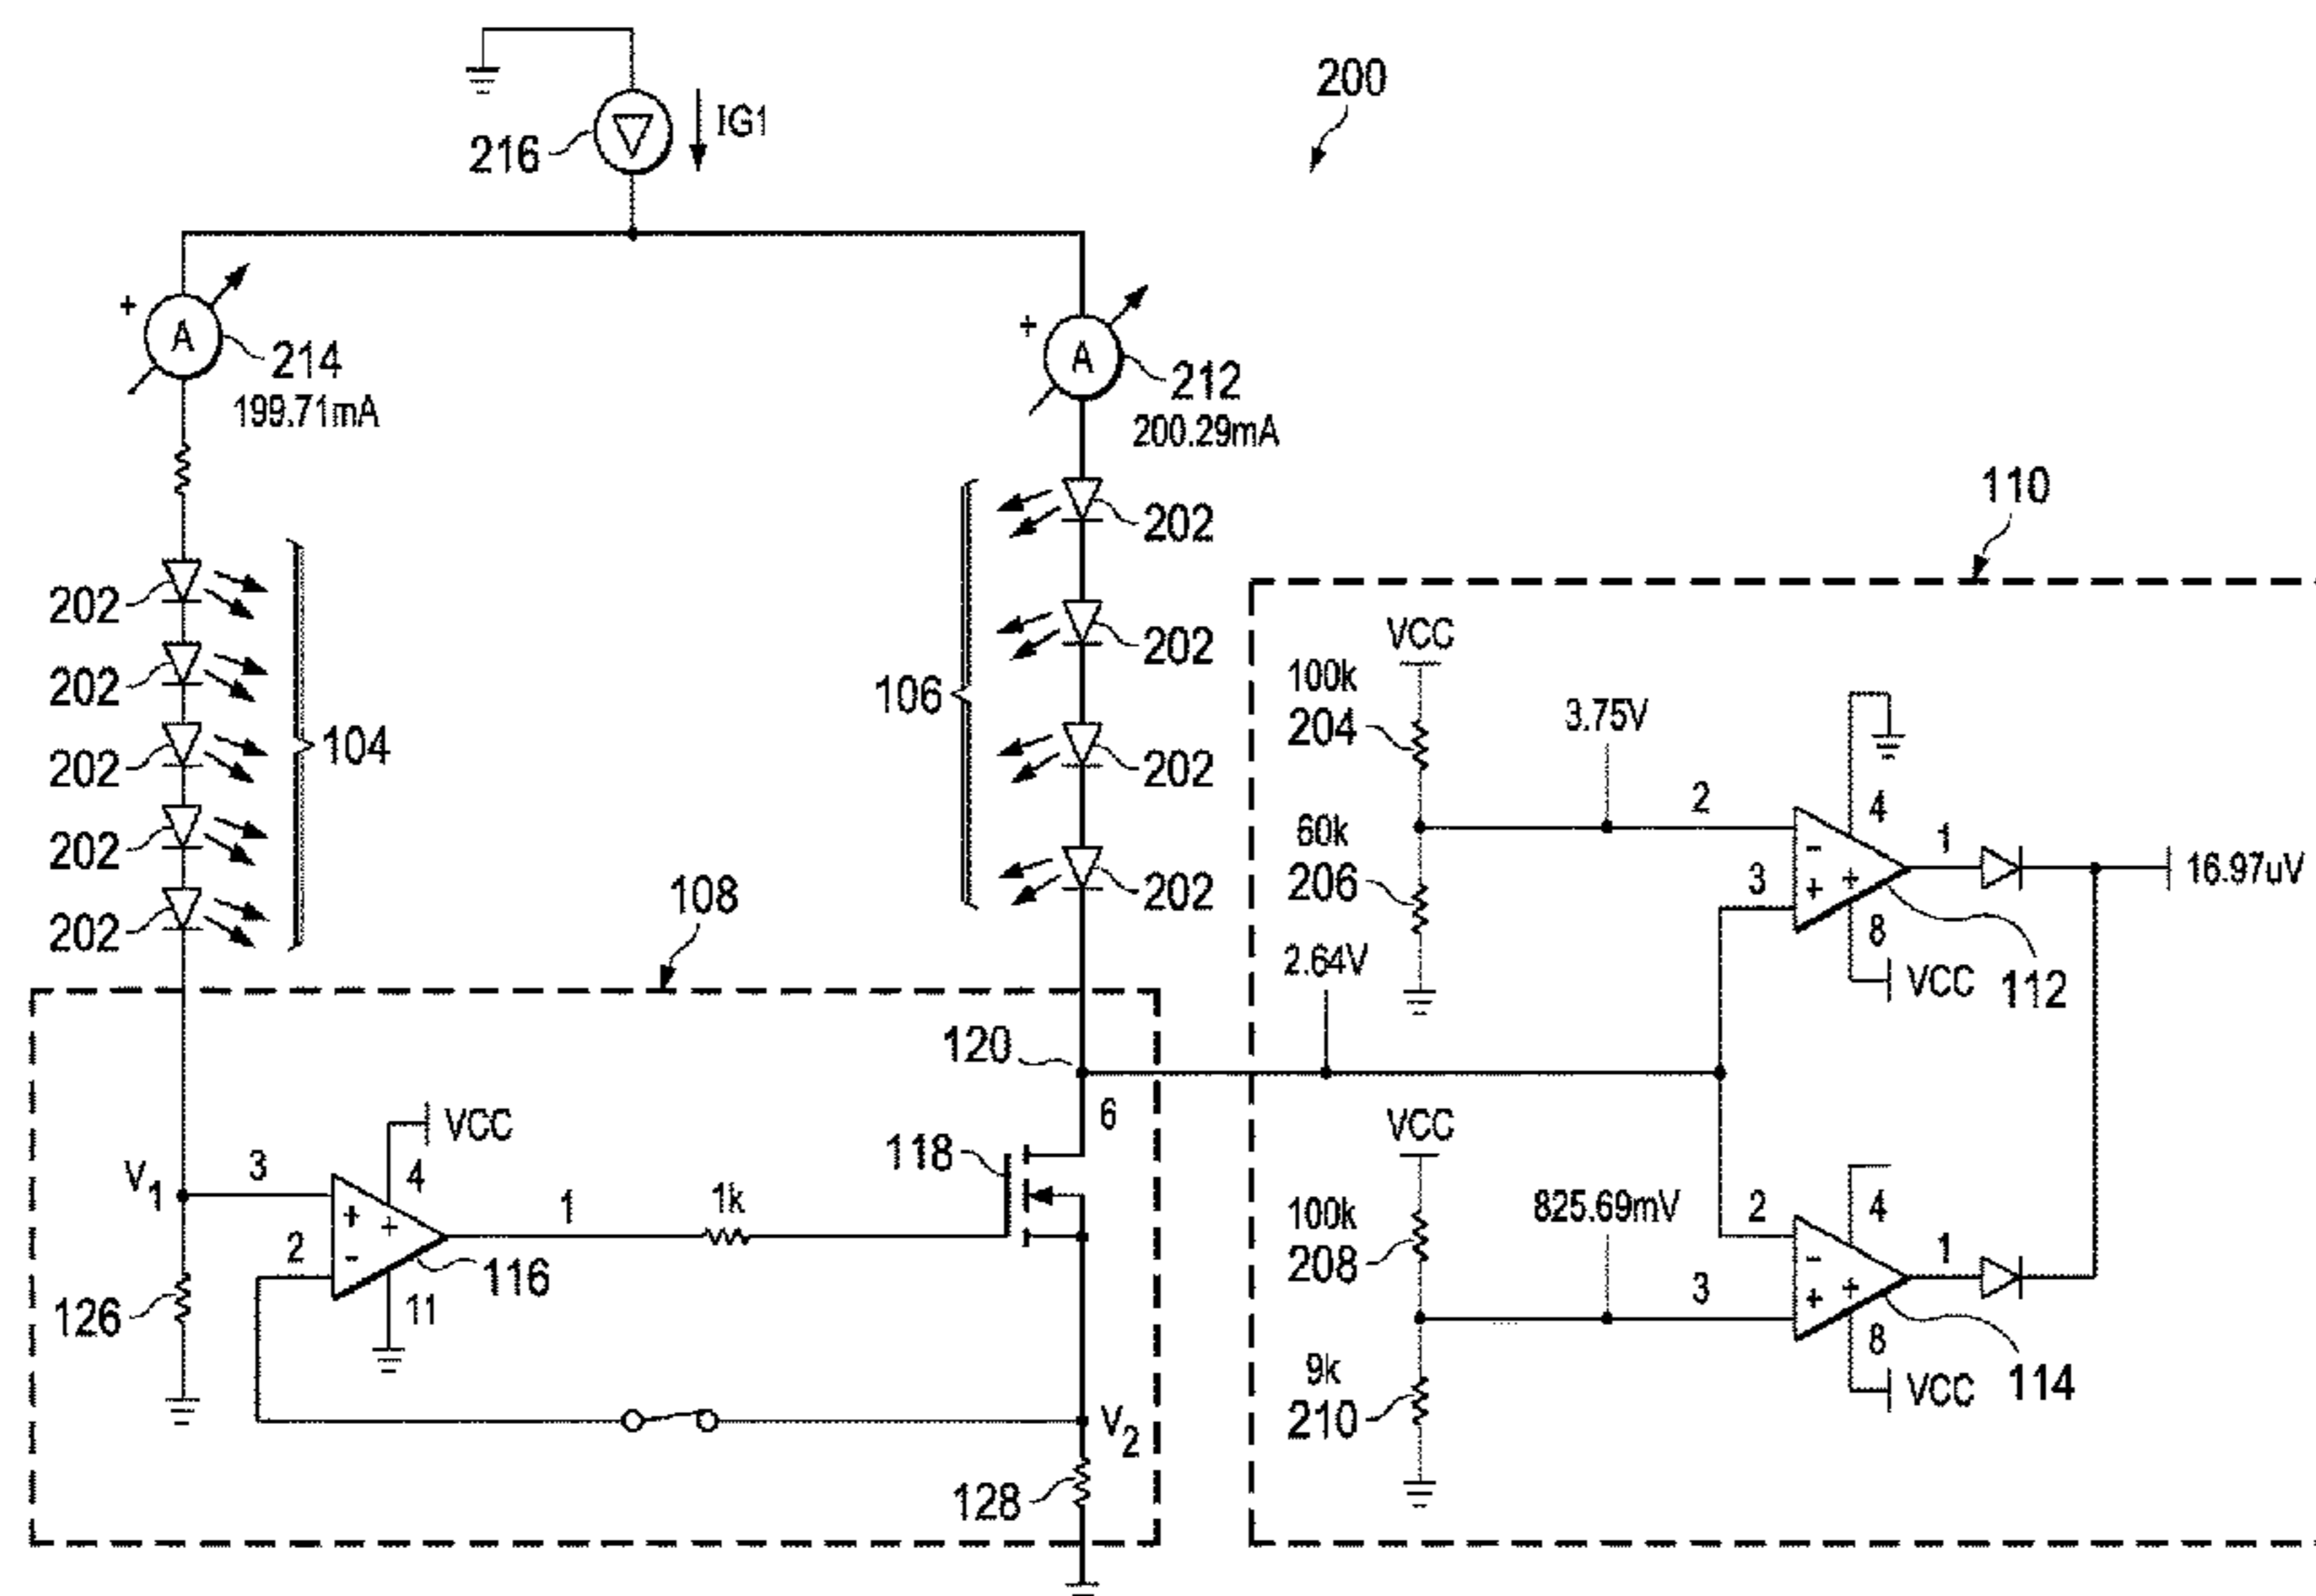 200
216
IG1
+
A
214
199.71mA
+
A
212
200.29mA
202
202
202
202
202
104
106
202
202
202
202
108
110
VCC
100k
204
3.75V
60k
206
2
3
4
1
8
VCC
112
16.97uV
2.64V
120
6
VCC
100k
208
825.69mV
9k
210
2
3
4
1
8
VCC
114
V1
3
2
+
-
+
4
VCC
11
116
1
1k
118
126
V2
128
-
+
+
-
+
+